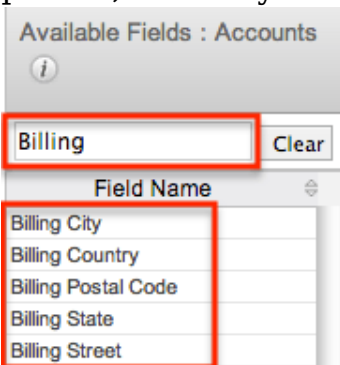 Available Fields : Accounts
i
Billing Clear
Field Name
Billing City
Billing Country
Billing Postal Code
Billing State
Billing Street